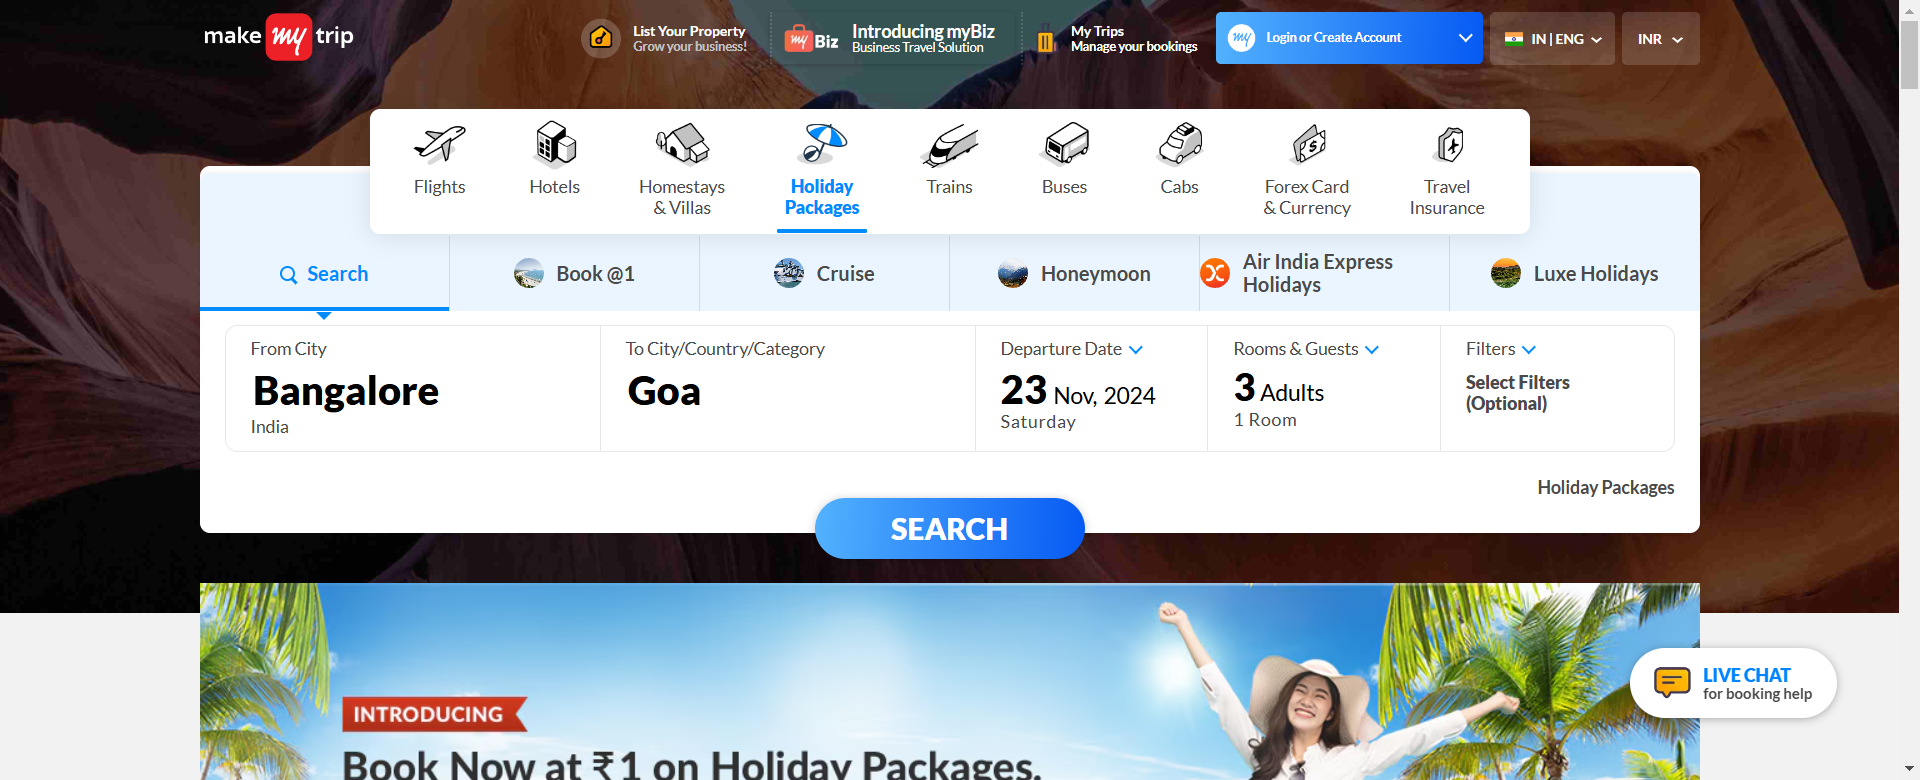 make my trip
List Your Property
Grow your business!
my Biz
Introducing myBiz
Business Travel Solution
My Trips
Manage your bookings
my
Login or Create Account
IN | ENG
INR
Flights
Hotels
Homestays
& Villas
Holiday
Packages
Trains
Buses
Cabs
Forex Card
& Currency
Travel
Insurance
Search
Book @1
Cruise
Honeymoon
Air India Express
Holidays
Luxe Holidays
From City
Bangalore
India
To City/Country/Category
Goa
Departure Date
23 Nov, 2024
Saturday
Rooms & Guests
3 Adults
1 Room
Filters
Select Filters
(Optional)
Holiday Packages
SEARCH
INTRODUCING
Book Now at ₹1 on Holiday Packages.
LIVE CHAT
for booking help